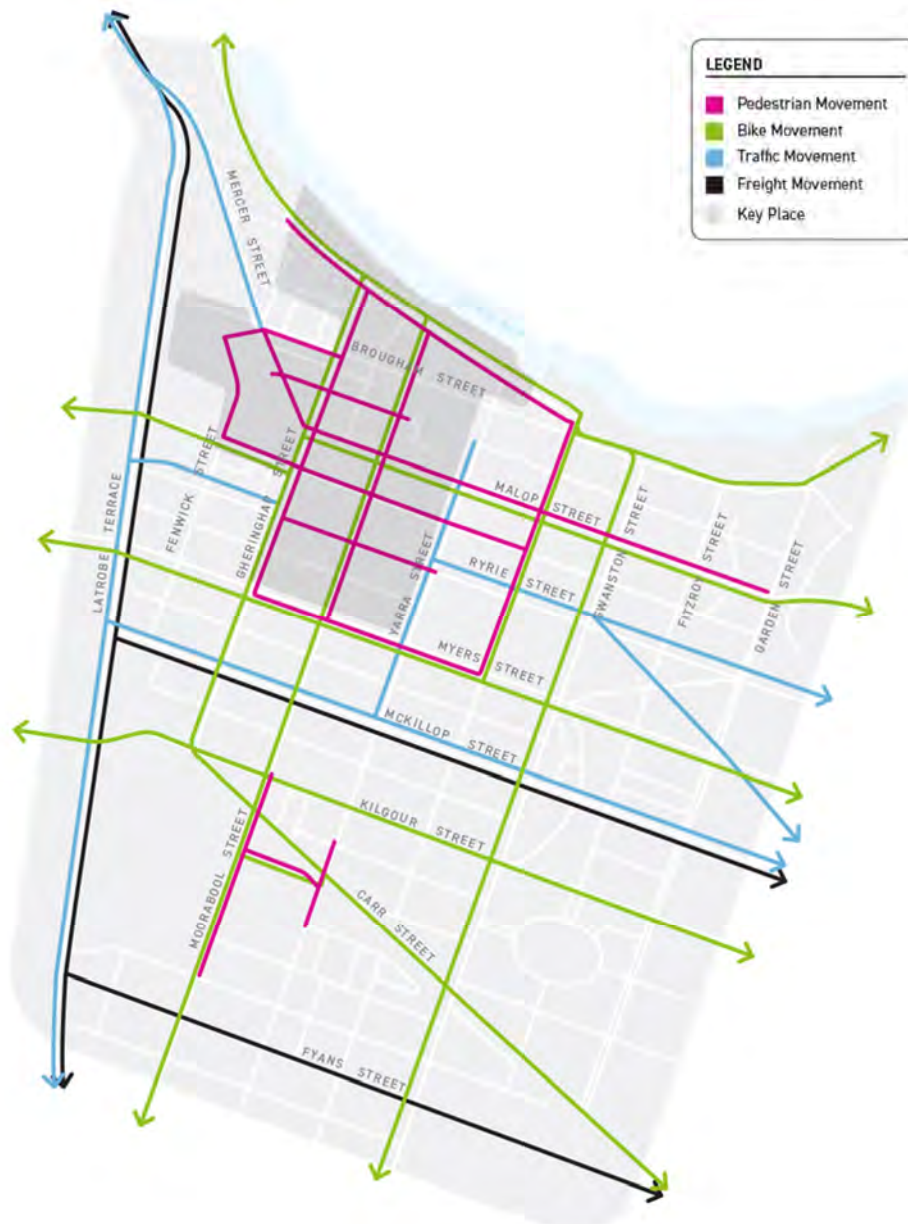 LEGEND
Pedestrian Movement
Bike Movement
Traffic Movement
Freight Movement
Key Place
MERCER STREET
BROUGHAM STREET
MALOP STREET
LATROBE TERRACE
FENWICK STREET
GHERINGHAP STREET
YARRA STREET
RYRIE STREET
SWANSTON STREET
FITZROY STREET
GARDEN STREET
MYERS STREET
MCKILLOP STREET
KILGOUR STREET
MOORABOOL STREET
CARR STREET
FYANS STREET